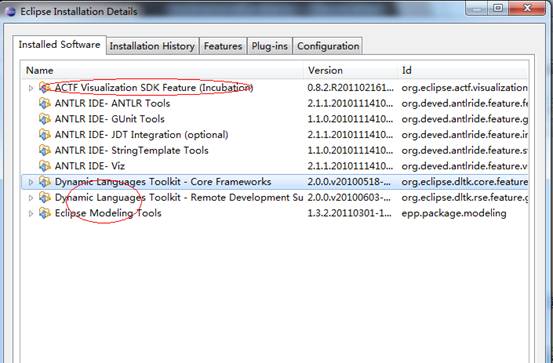 Eclipse Installation Details
Installed Software Installation History Features Plug-ins Configuration
Name Version Id
ACTF Visualization SDK Feature (Incubation) 0.8.2.R201102161... org.eclipse.actf.visualization
ANTLR IDE- ANTLR Tools 2.1.1.2010111410... org.deved.antlride.feature.fe
ANTLR IDE- GUnit Tools 1.1.0.2010111410... org.deved.antlride.feature.gu
ANTLR IDE- JDT Integration (optional) 1.1.0.2010111410... org.deved.antlride.feature.in
ANTLR IDE- StringTemplate Tools 1.1.0.2010111410... org.deved.antlride.feature.st
ANTLR IDE- Viz 2.1.1.2010111410... org.deved.antlride.feature.vi
Dynamic Languages Toolkit - Core Frameworks 2.0.0.v20100518-... org.eclipse.dltk.core.feature
Dynamic Languages Toolkit - Remote Development Su 2.0.0.v20100603-... org.eclipse.dltk.rse.feature.g
Eclipse Modeling Tools 1.3.2.20110301-1... epp.package.modeling